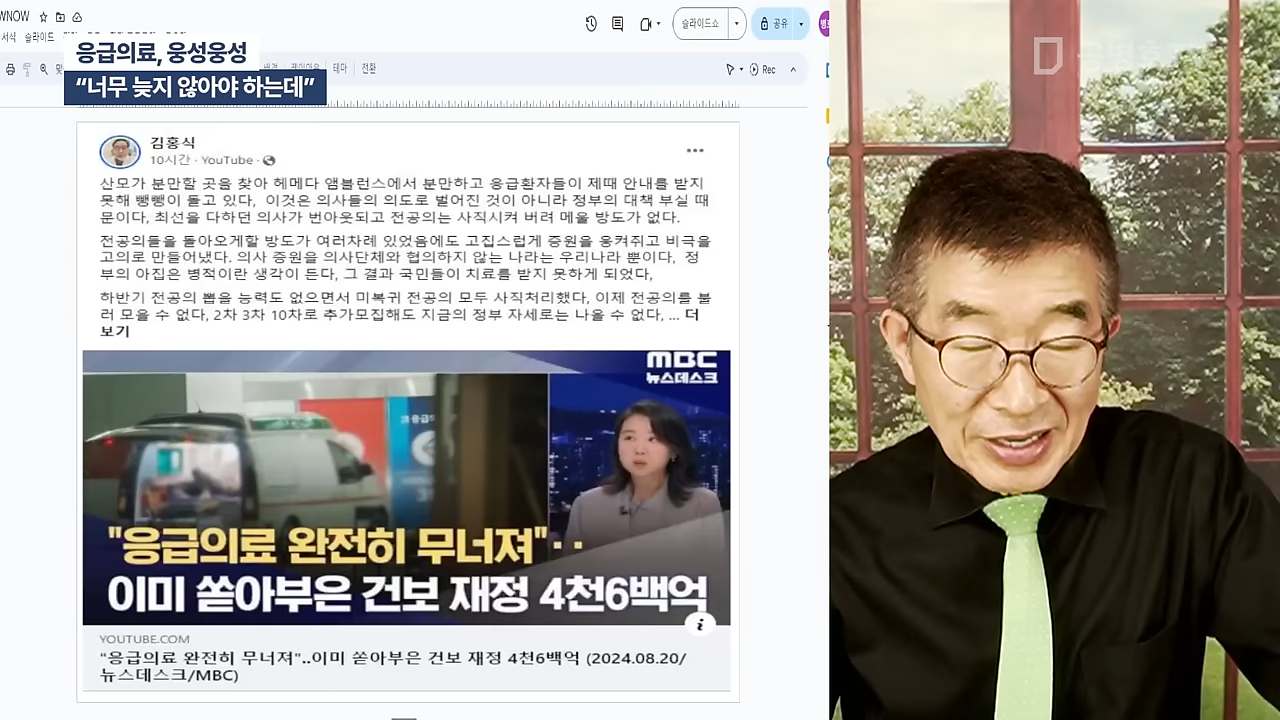 WNOW
서식 슬라이드
슬라이드쇼
공유
응급의료, 웅성웅성
“너무 늦지 않아야 하는데”
테마 전환
Rec
김홍식
10시간 · YouTube ·
산모가 분만할 곳을 찾아 헤메다 앰블런스에서 분만하고 응급환자들이 제때 안내를 받지
못해 뺑뺑이 돌고 있다, 이것은 의사들의 의도로 벌어진 것이 아니라 정부의 대책 부실 때
문이다, 최선을 다하던 의사가 번아웃되고 전공의는 사직시켜 버려 메울 방도가 없다.
전공의들을 돌아오게할 방도가 여러차례 있었음에도 고집스럽게 증원을 움켜쥐고 비극을
고의로 만들어냈다. 의사 증원을 의사단체와 협의하지 않는 나라는 우리나라 뿐이다, 정
부의 아집은 병적이란 생각이 든다, 그 결과 국민들이 치료를 받지 못하게 되었다,
하반기 전공의 뽑을 능력도 없으면서 미복귀 전공의 모두 사직처리했다, 이제 전공의를 불
러 모을 수 없다, 2차 3차 10차로 추가모집해도 지금의 정부 자세로는 나올 수 없다, ... 더
보기
MBC
뉴스데스크
"응급의료 완전히 무너져"··
이미 쏟아부은 건보 재정 4천6백억
YOUTUBE.COM
"응급의료 완전히 무너져"..이미 쏟아부은 건보 재정 4천6백억 (2024.08.20/
뉴스데스크/MBC)